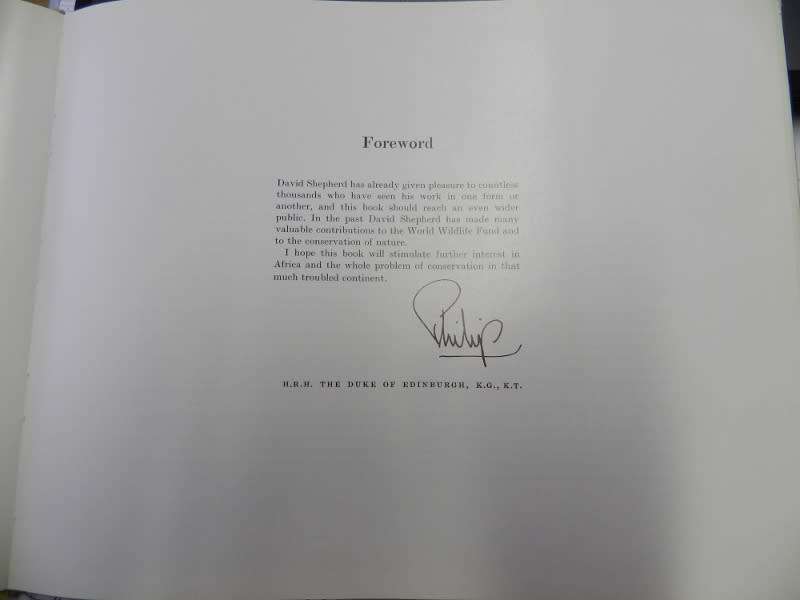 Foreword
David Shepherd has already given pleasure to countless
thousands who have seen his work in one form or
another, and this book should reach an even wider
public. In the past David Shepherd has made many
valuable contributions to the World Wildlife Fund and
to the conservation of nature.
I hope this book will stimulate further interest in
Africa and the whole problem of conservation in that
much troubled continent.
Philip
H.R.H. THE DUKE OF EDINBURGH, K.G., K.T.